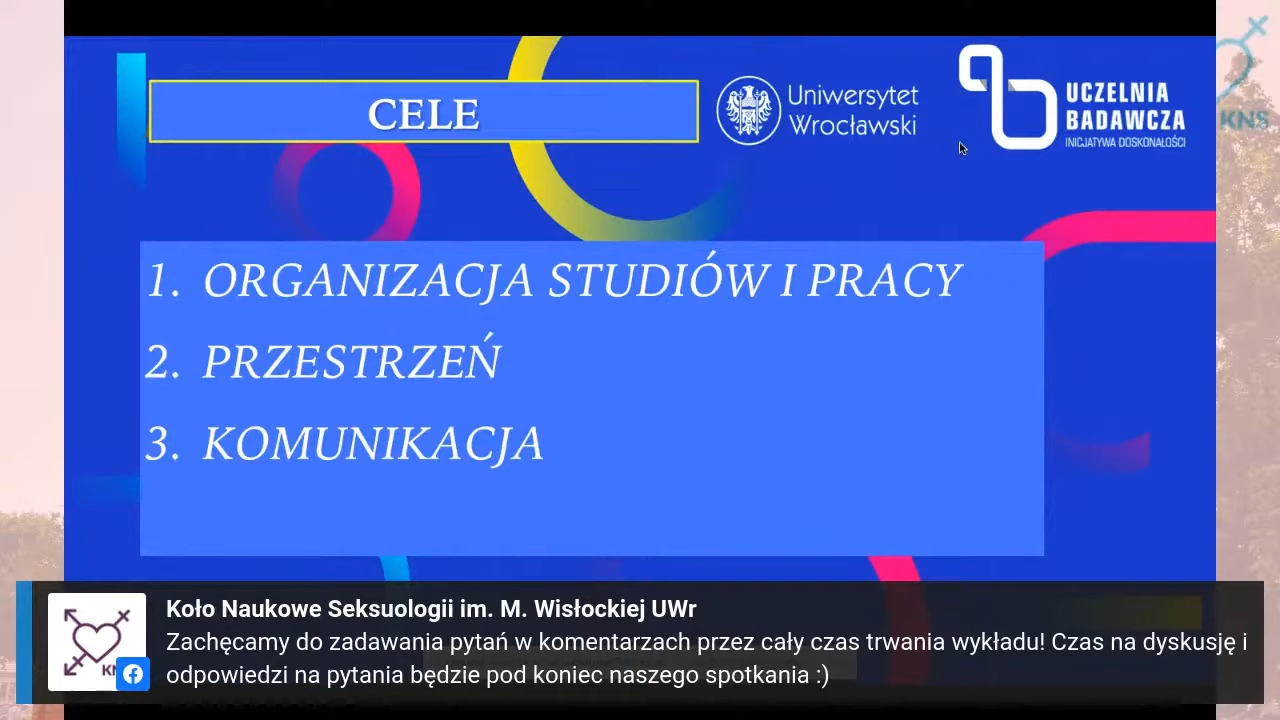 CELE
Uniwersytet
Wrocławski
UCZELNIA
BADAWCZA
INICJATYWA DOSKONAŁOŚCI
KNS
1. ORGANIZACJA STUDIÓW I PRACY
2. PRZESTRZEŃ
3. KOMUNIKACJA
Koło Naukowe Seksuologii im. M. Wisłockiej UWr
Zachęcamy do zadawania pytań w komentarzach przez cały czas trwania wykładu! Czas na dyskusję i
odpowiedzi na pytania będzie pod koniec naszego spotkania :)